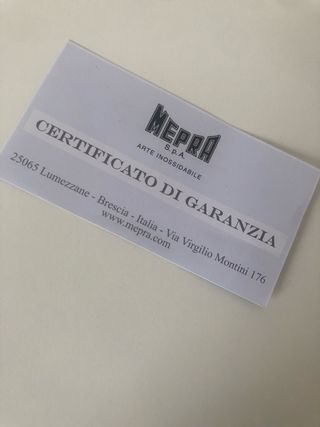 MEPRA
S.p.A.
ARTE INOSSIDABILE
CERTIFICATO DI GARANZIA
25065 Lumezzane - Brescia - Italia - Via Virgilio Montini 176
www.mepra.com